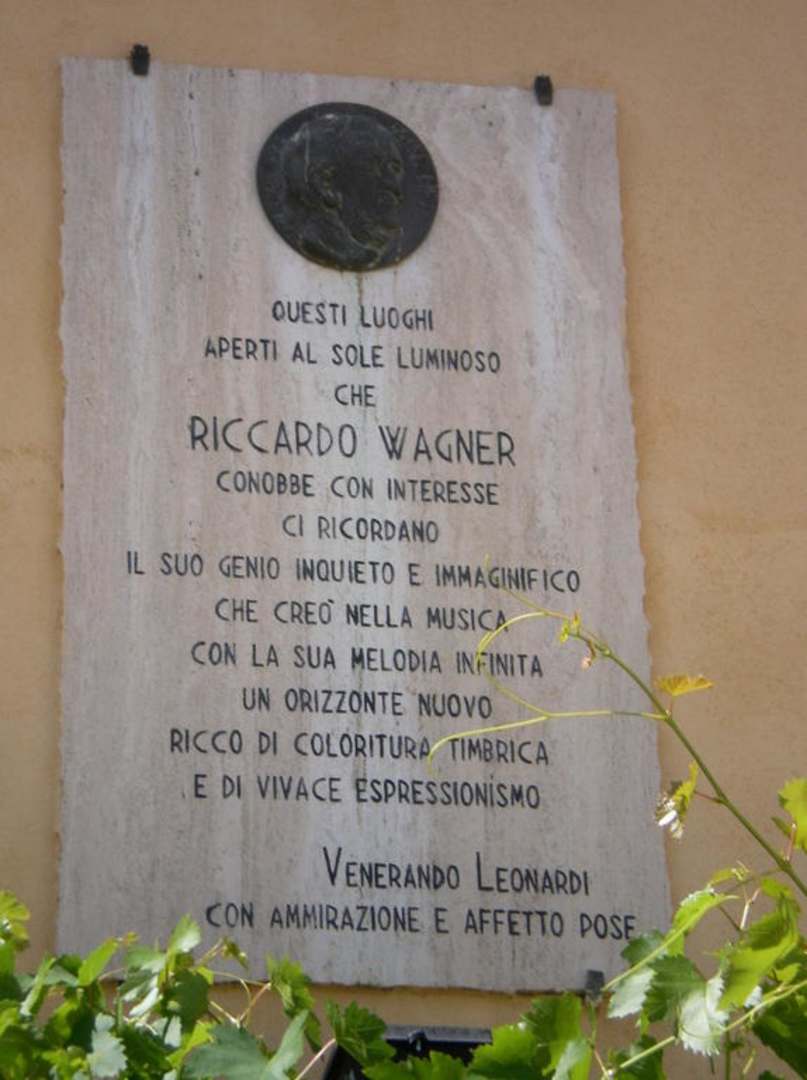 QUESTI LUOGHI
APERTI AL SOLE LUMINOSO
CHE
RICCARDO WAGNER
CONOBBE CON INTERESSE
CI RICORDANO
IL SUO GENIO INQUIETO E IMMAGINIFICO
CHE CREÒ NELLA MUSICA
CON LA SUA MELODIA INFINITA
UN ORIZZONTE NUOVO
RICCO DI COLORITURA TIMBRICA
E DI VIVACE ESPRESSIONISMO
VENERANDO LEONARDI
CON AMMIRAZIONE E AFFETTO POSE